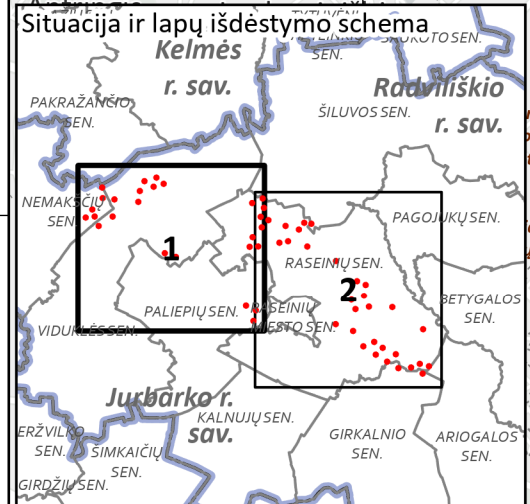 Situacija ir lapų išdėstymo schema
Kelmės
r. sav.
Radviliškio
r. sav.
PAKRAŽANČIO
SEN.
ŠILUVOS SEN.
NEMAKŠČIŲ
SEN.
PAGOJUKŲ SEN.
1
RASEINIŲ SEN.
2
PALIEPIŲ SEN.
RASEINIŲ
MIESTO SEN.
BETYGALOS
SEN.
VIDUKLĖS SEN.
Jurbarko r.
sav.
KALNUJŲ SEN.
ERŽVILKO
SEN.
ŠIMKAIČIŲ
SEN.
GIRKALNIO
SEN.
ARIOGALOS
SEN.
GIRDŽIŲ SEN.